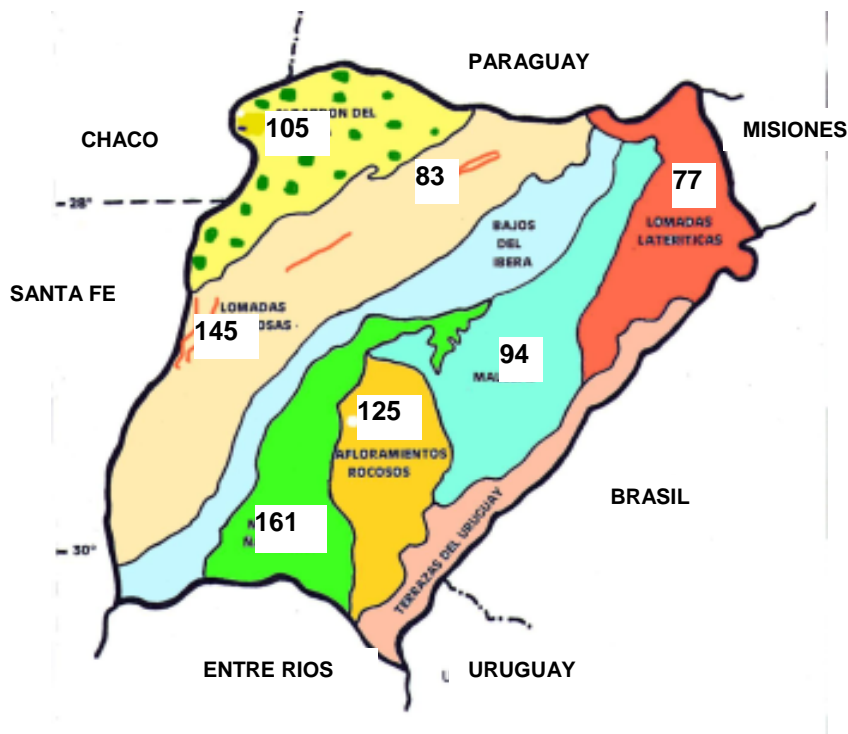 PARAGUAY
DEL
105
CHACO
MISIONES
83
77
28°
LOMADAS
LATERITICAS
BAJOS
DEL
IBERA
SANTA FE
LOMADAS
145
94
125
AFLORAMIENTOS
ROCOSOS
161
BRASIL
30°
TERRAZAS DEL URUGUAY
ENTRE RIOS
URUGUAY